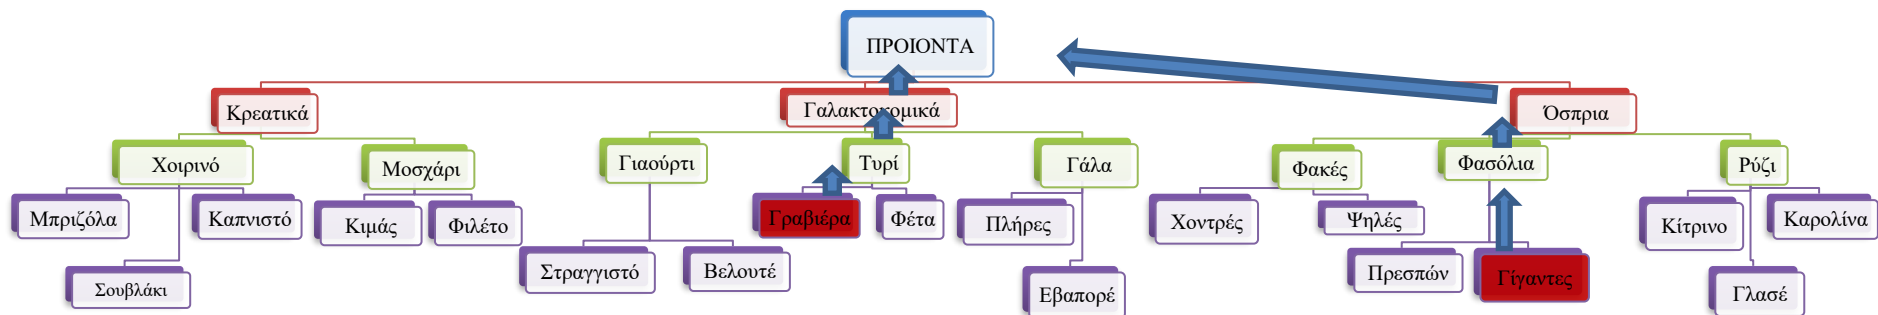 ΠΡΟΙΟΝΤΑ
Κρεατικά
Γαλακτοκομικά
Όσπρια
Χοιρινό
Μοσχάρι
Γιαούρτι
Τυρί
Γάλα
Φακές
Φασόλια
Ρύζι
Μπριζόλα
Καπνιστό
Κιμάς
Φιλέτο
Γραβιέρα
Φέτα
Πλήρες
Χοντρές
Ψηλές
Κίτρινο
Καρολίνα
Σουβλάκι
Στραγγιστό
Βελουτέ
Εβαπορέ
Πρεσπών
Γίγαντες
Γλασέ